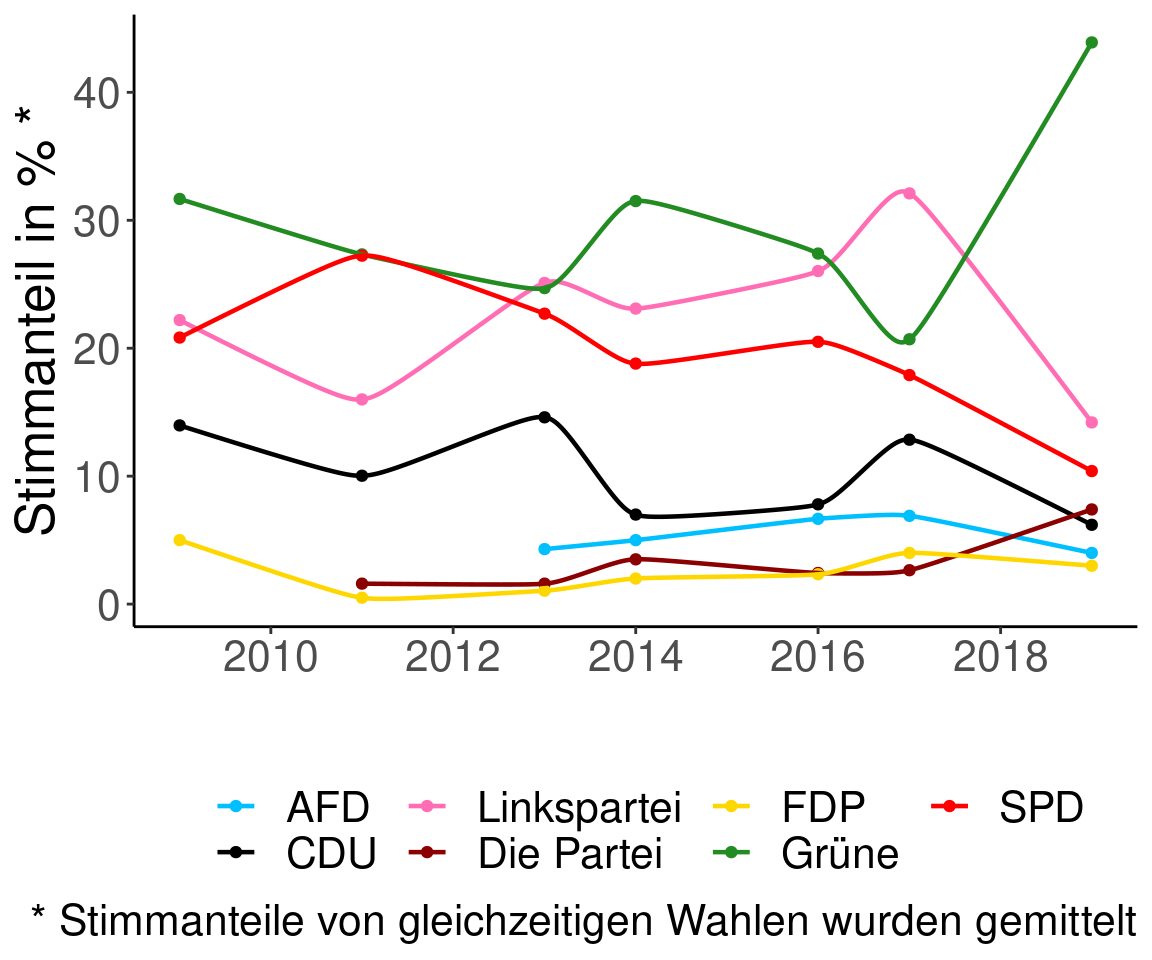 Stimmanteil in % *
40
30
20
10
0
2010 2012 2014 2016 2018
AFD Linkspartei FDP SPD
CDU Die Partei Grüne
* Stimmanteile von gleichzeitigen Wahlen wurden gemittelt